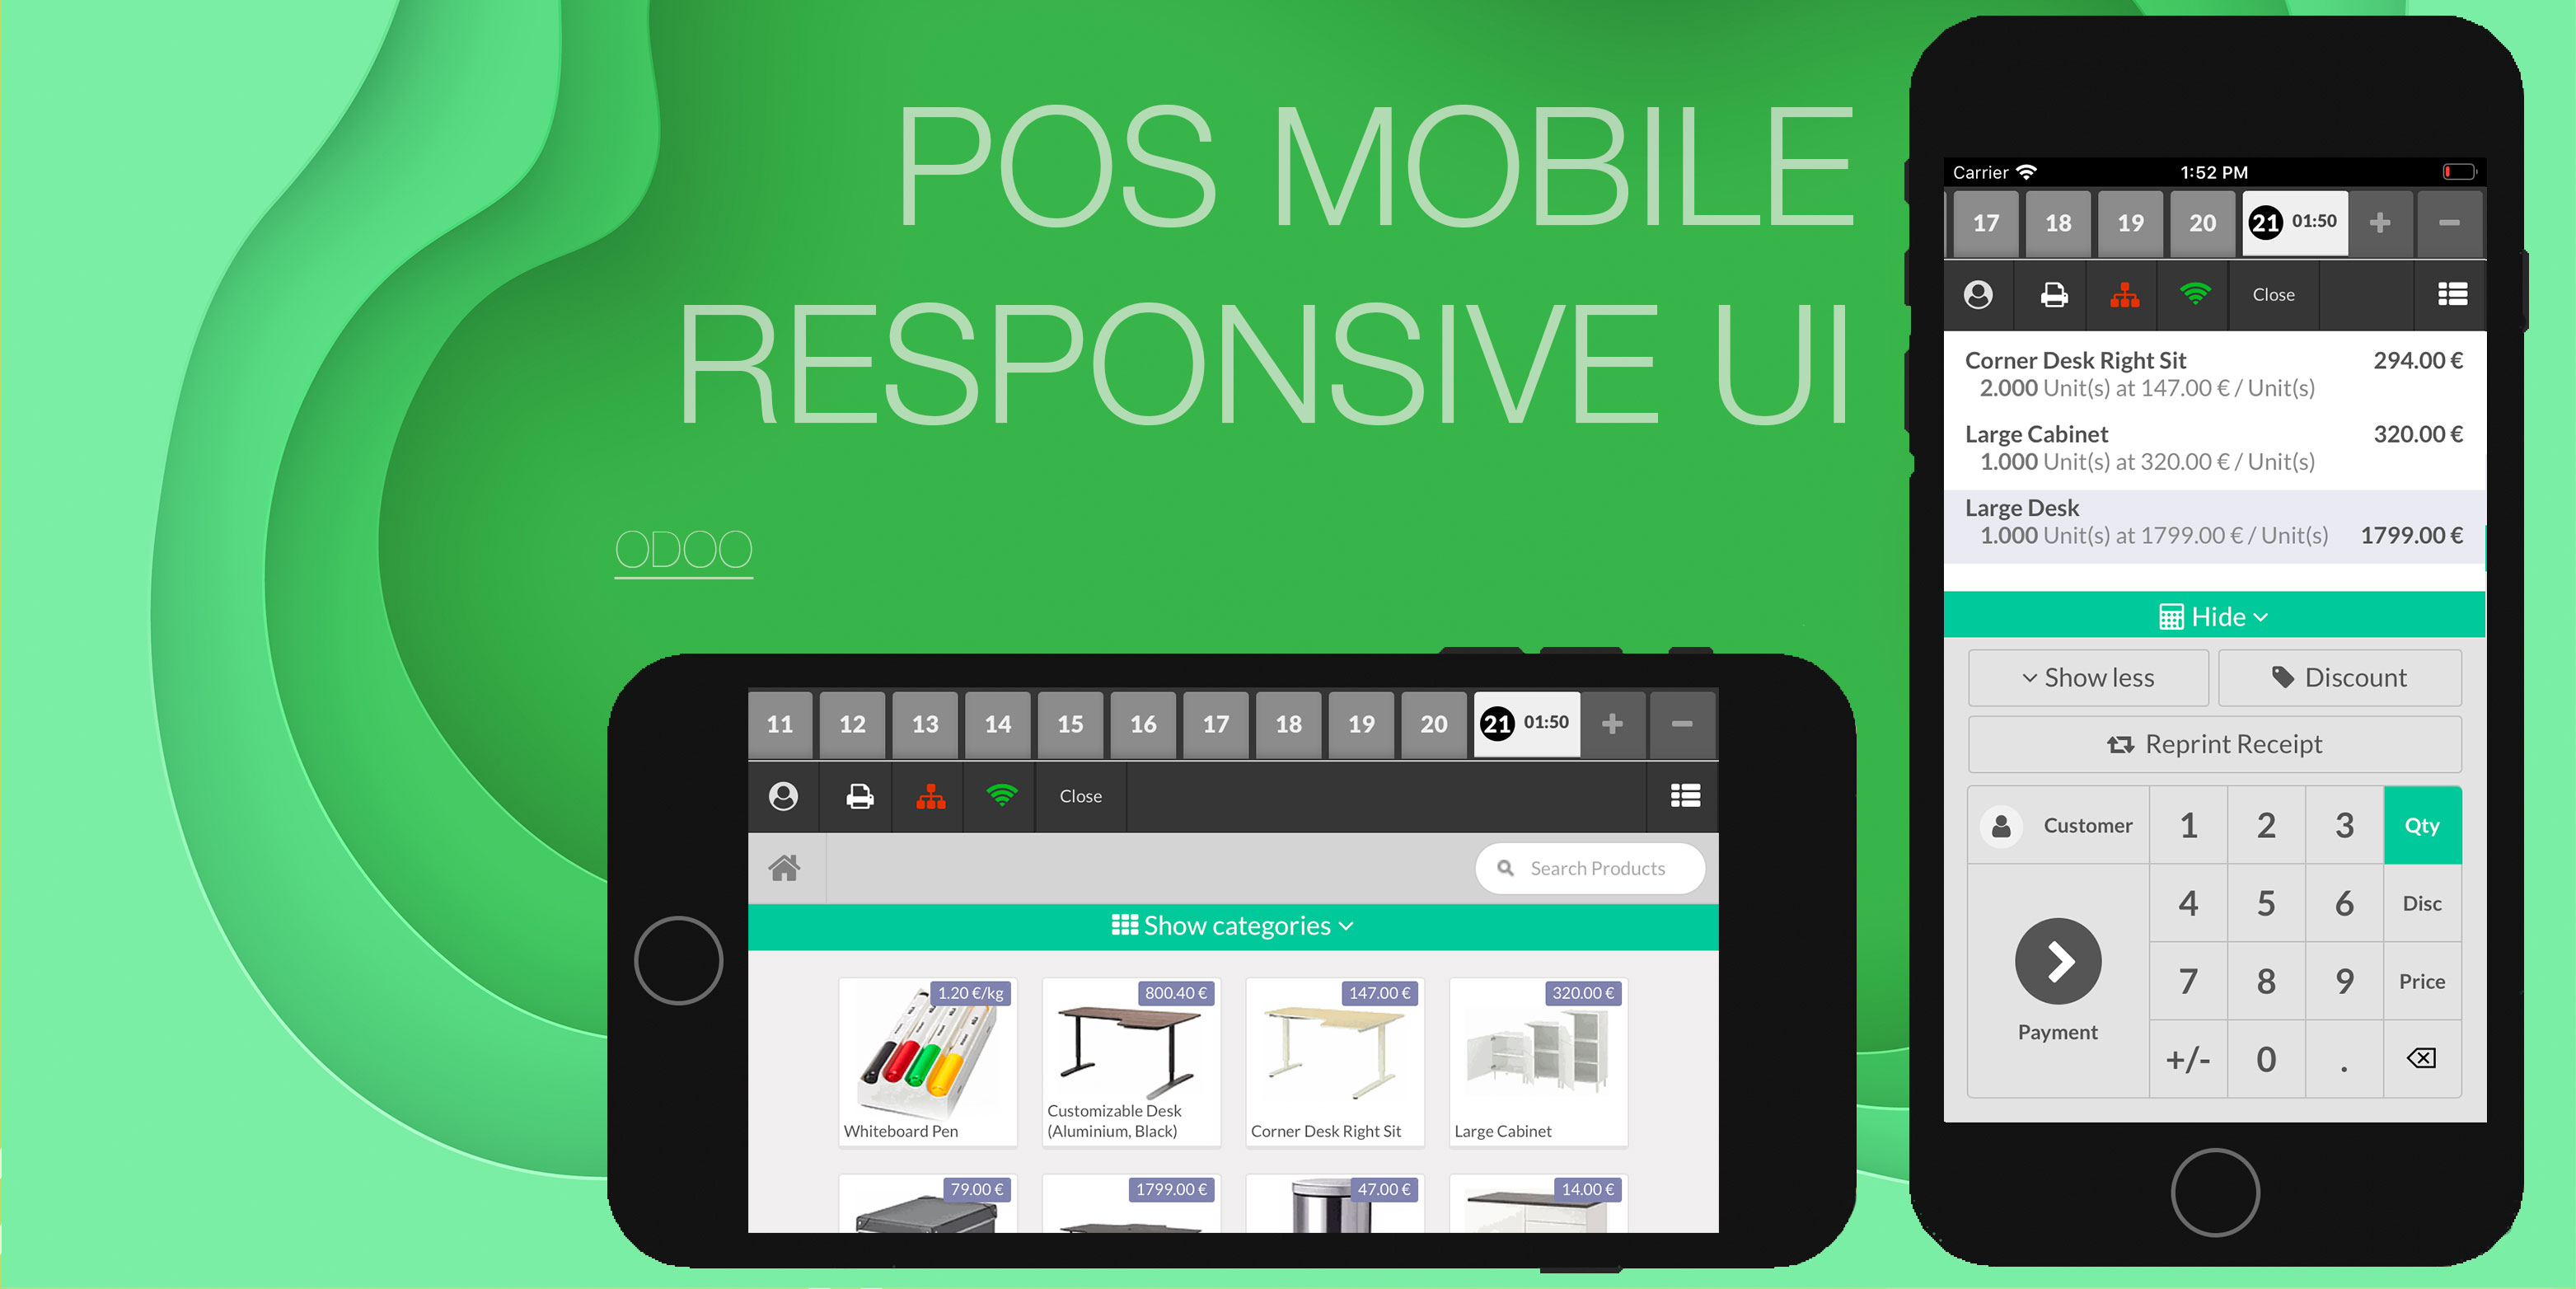 POS MOBILE
RESPONSIVE UI
ODOO
11 12 13 14 15 16 17 18 19 20 21 01:50 + −
Close
Search Products
Show categories
1.20 €/kg
Whiteboard Pen
800.40 €
Customizable Desk
(Aluminium, Black)
147.00 €
Corner Desk Right Sit
320.00 €
Large Cabinet
79.00 €
1799.00 €
47.00 €
14.00 €
Carrier 1:52 PM
17 18 19 20 21 01:50 + −
Close
Corner Desk Right Sit 294.00 €
2.000 Unit(s) at 147.00 € / Unit(s)
Large Cabinet 320.00 €
1.000 Unit(s) at 320.00 € / Unit(s)
Large Desk
1.000 Unit(s) at 1799.00 € / Unit(s) 1799.00 €
Hide
Show less Discount
Reprint Receipt
Customer 1 2 3 Qty
4 5 6 Disc
7 8 9 Price
Payment
+/- 0 .